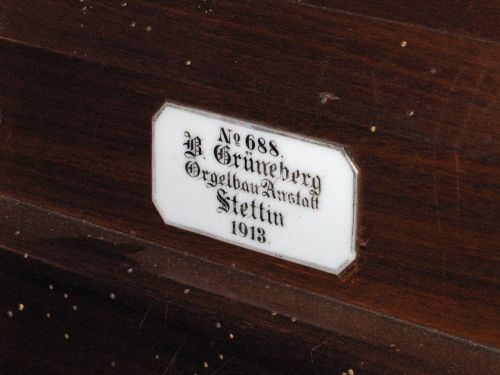 No 688.
B. Grüneberg
Orgelbau Anstalt
Stettin
1913.